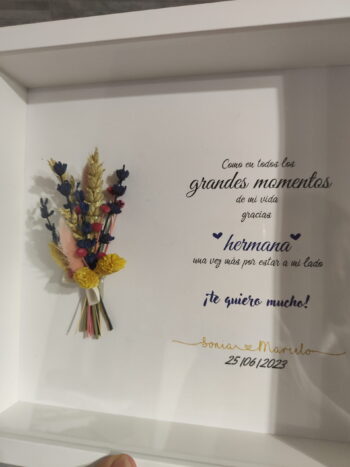 Como en todos los
grandes momentos
de mi vida
gracias
hermana
una vez más por estar a mi lado
¡te quiero mucho!
Sonia & Marcelo
25/06/2023